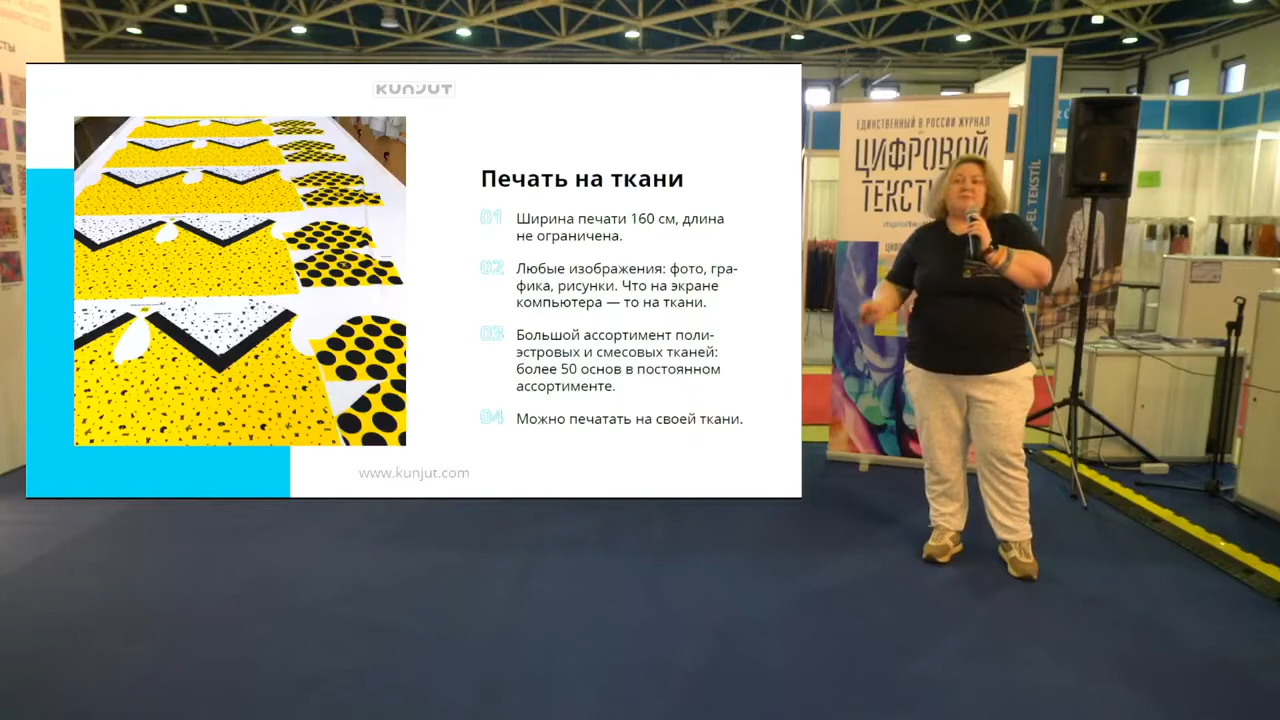 KUNJUT
Печать на ткани
01
Ширина печати 160 см, длина
не ограничена.
02
Любые изображения: фото, гра-
фика, рисунки. Что на экране
компьютера — то на ткани.
03
Большой ассортимент поли-
эстровых и смесовых тканей:
более 50 основ в постоянном
ассортименте.
04
Можно печатать на своей ткани.
www.kunjut.com
ЕДИНСТВЕННЫЙ В РОССИИ ЖУРНАЛ
ЦИФРОВОЙ
EL TEKSTİL